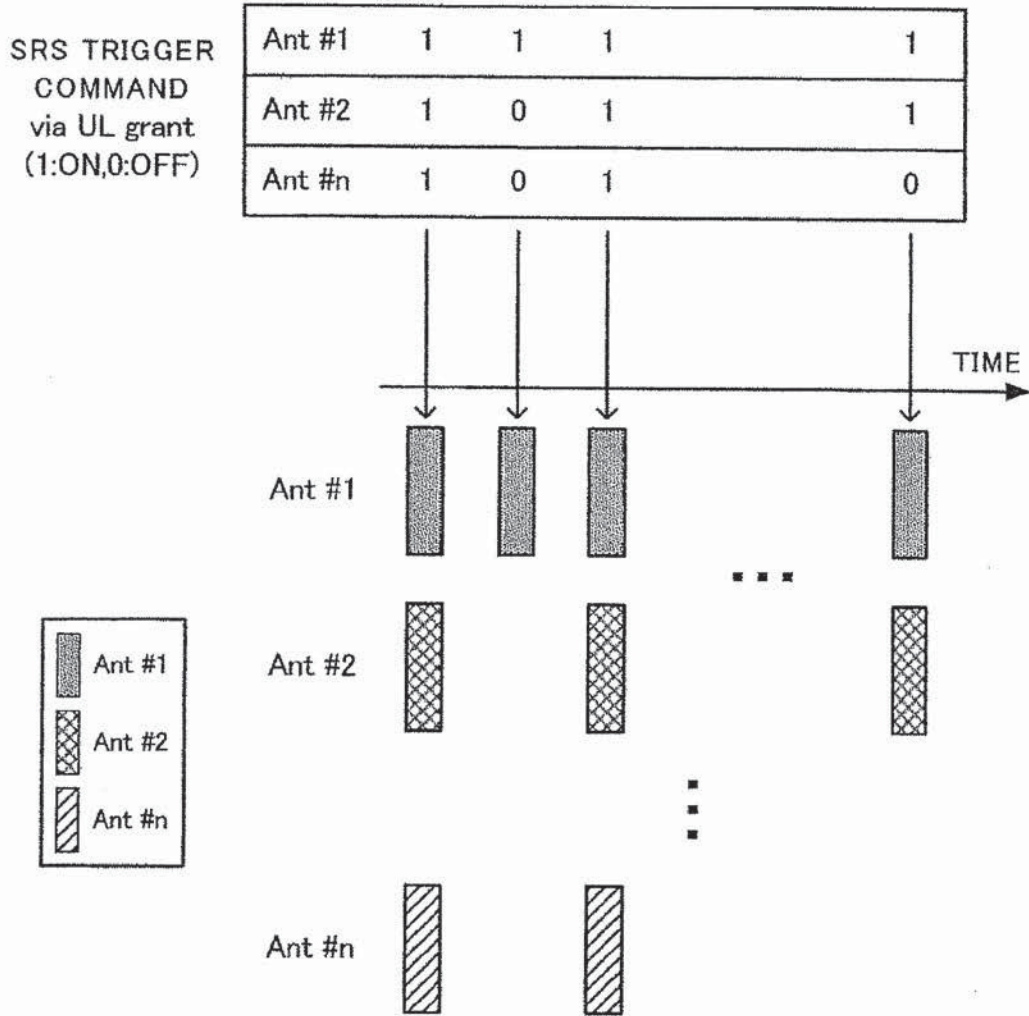 SRS TRIGGER
COMMAND
via UL grant
(1:ON,0:OFF)
Ant #1 1 1 1 1
Ant #2 1 0 1 1
Ant #n 1 0 1 0
TIME
Ant #1
Ant #2
Ant #n
Ant #1
Ant #2
Ant #n